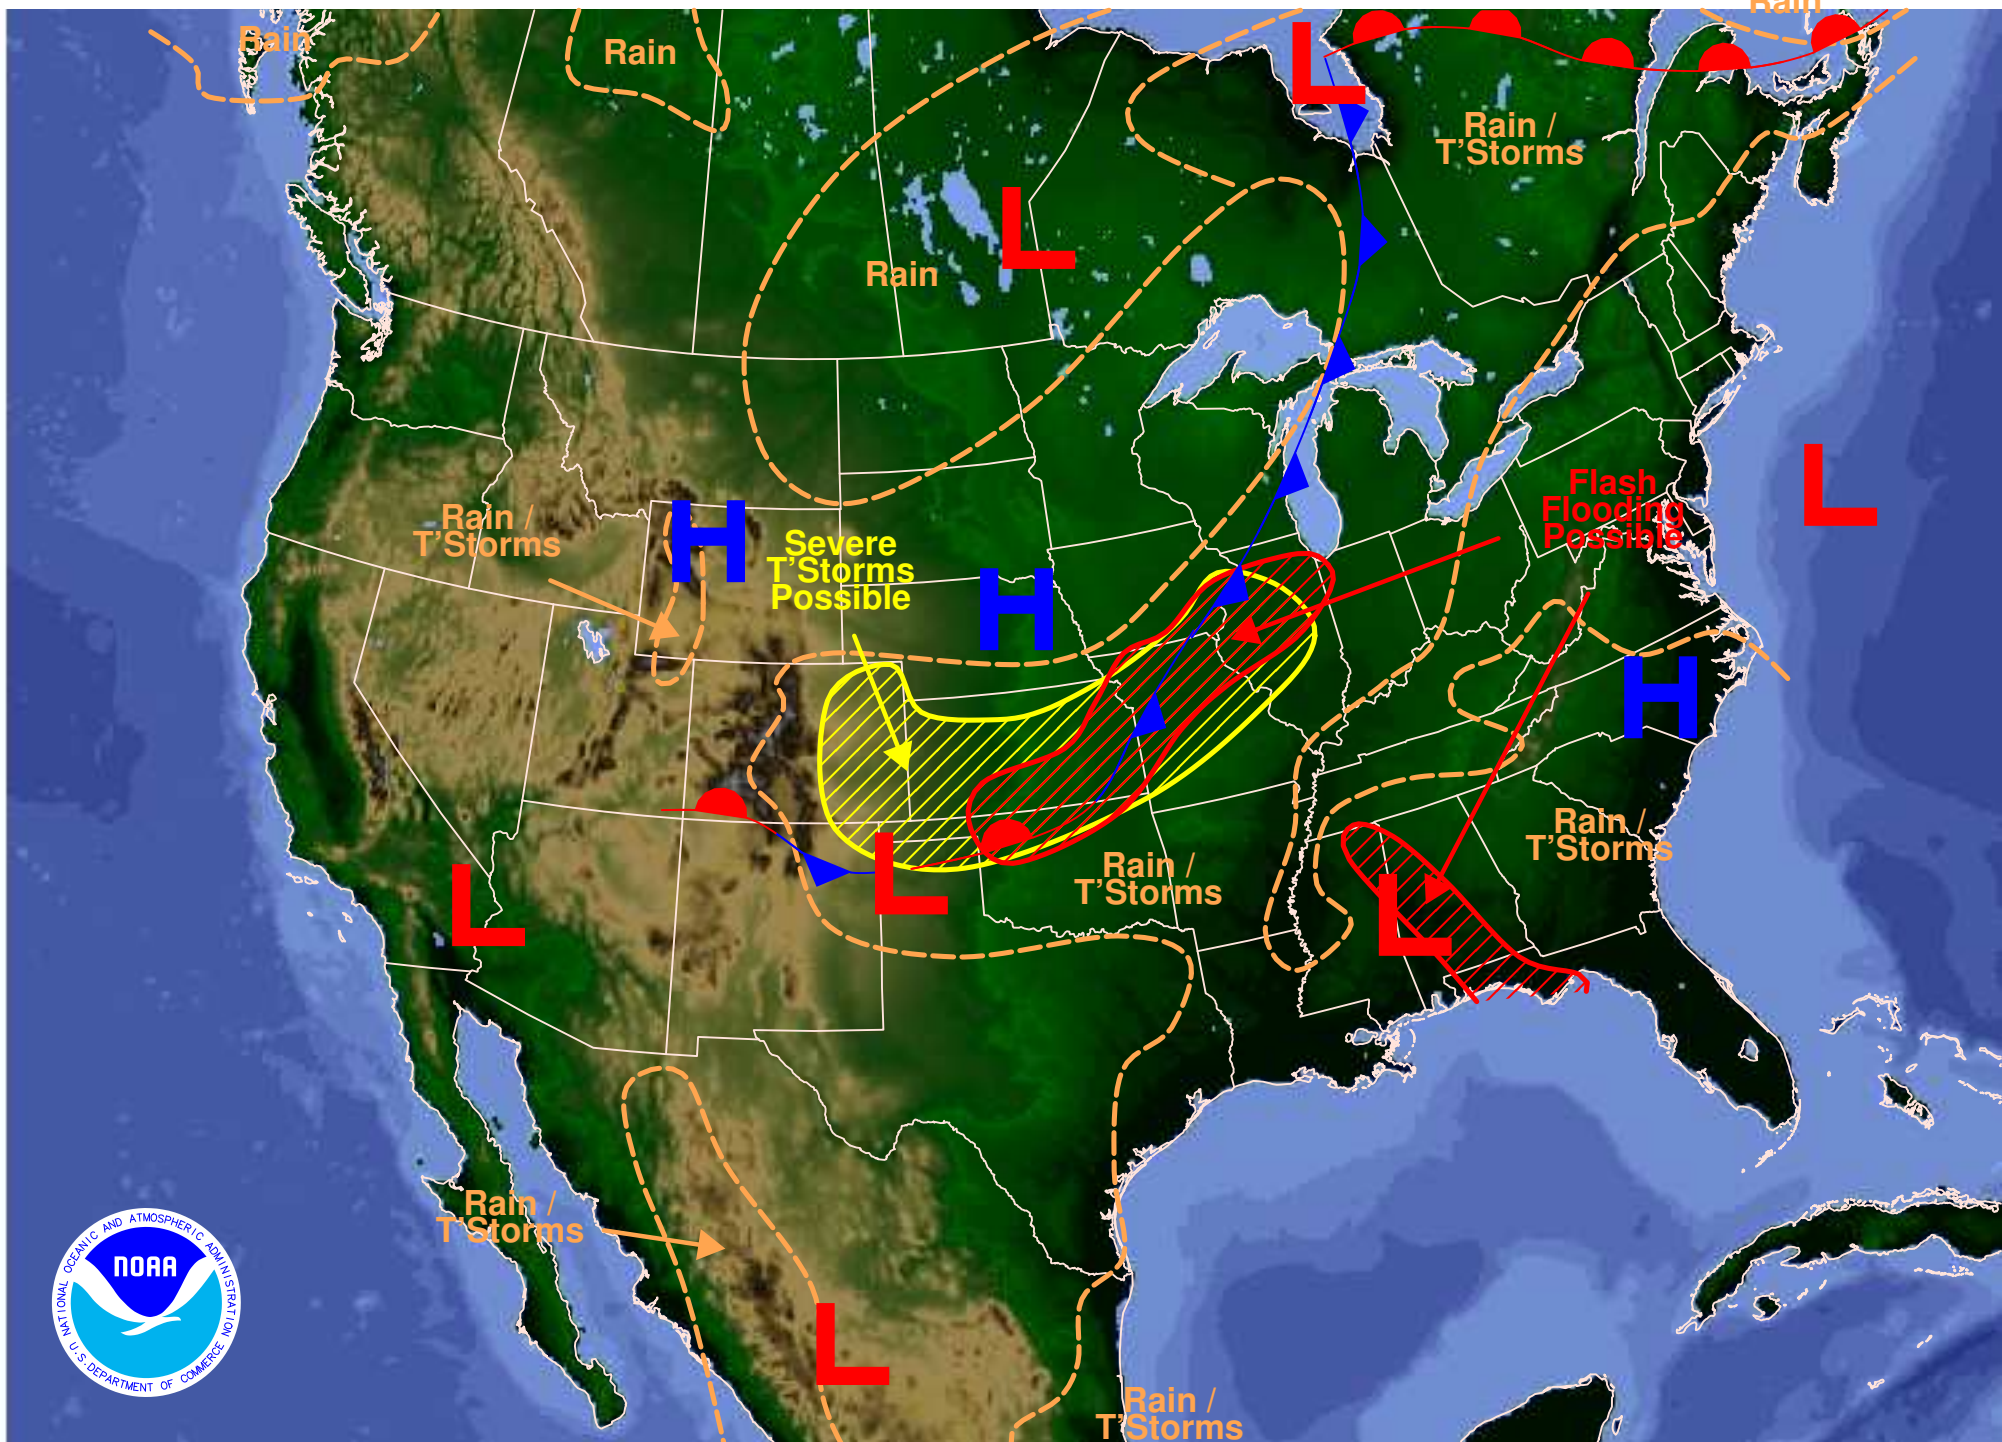 Rain
Rain
Rain
L
Rain /
T'Storms
L
Rain
L
Flash
Flooding
Possible
H
Rain /
T'Storms
Severe
T'Storms
Possible
H
H
L
L
L
Rain /
T'Storms
Rain /
T'Storms
Rain /
T'Storms
L
Rain /
T'Storms
NATIONAL OCEANIC AND ATMOSPHERIC ADMINISTRATION
NOAA
U.S. DEPARTMENT OF COMMERCE